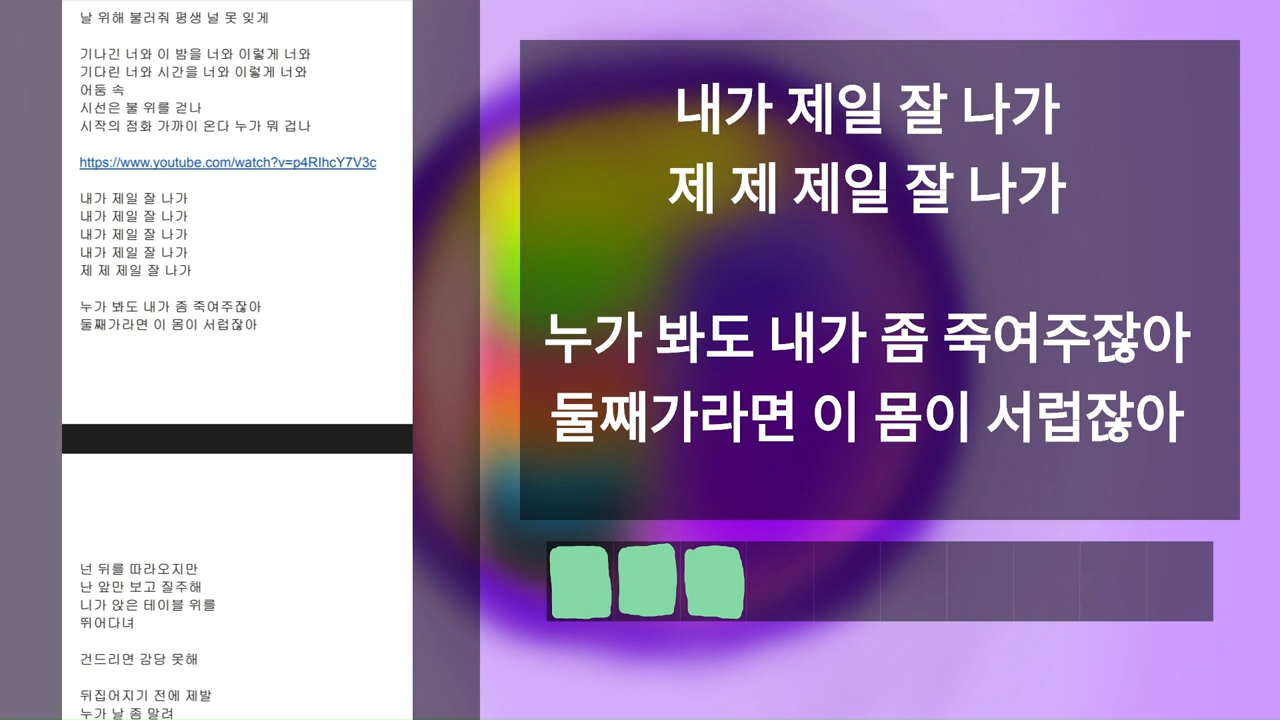 날 위해 불러줘 평생 널 못 잊게
기나긴 너와 이 밤을 너와 이렇게 너와
기다린 너와 시간을 너와 이렇게 너와
어둠 속
시선은 불 위를 걷나
시작의 점화 가까이 온다 누가 뭐 겁나
https://www.youtube.com/watch?v=p4RIhcY7V3c
내가 제일 잘 나가
내가 제일 잘 나가
내가 제일 잘 나가
내가 제일 잘 나가
제 제 제일 잘 나가
누가 봐도 내가 좀 죽여주잖아
둘째가라면 이 몸이 서럽잖아
넌 뒤를 따라오지만
난 앞만 보고 질주해
니가 앉은 테이블 위를
뛰어다녀
건드리면 감당 못해
뒤집어지기 전에 제발
누가 날 좀 말려
내가 제일 잘 나가
제 제 제일 잘 나가
누가 봐도 내가 좀 죽여주잖아
둘째가라면 이 몸이 서럽잖아